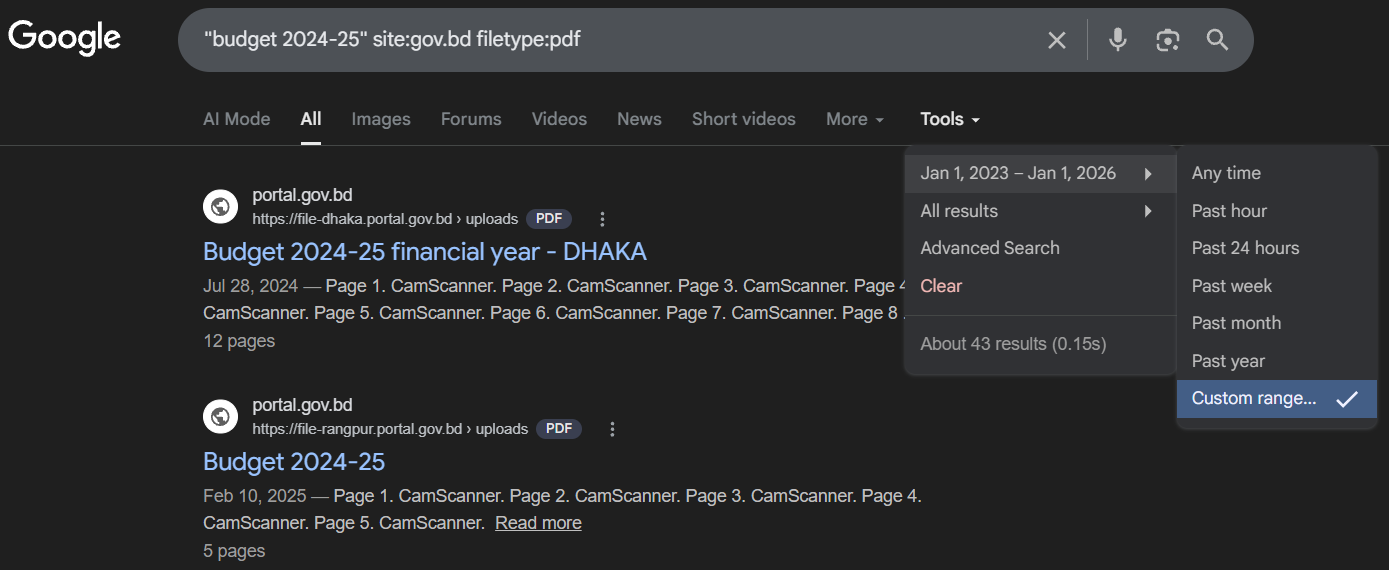 Google
"budget 2024-25" site:gov.bd filetype:pdf
AI Mode All Images Forums Videos News Short videos More Tools
portal.gov.bd
https://file-dhaka.portal.gov.bd › uploads PDF
Budget 2024-25 financial year - DHAKA
Jul 28, 2024 — Page 1. CamScanner. Page 2. CamScanner. Page 3. CamScanner. Page 4
CamScanner. Page 5. CamScanner. Page 6. CamScanner. Page 7. CamScanner. Page 8 .
12 pages
portal.gov.bd
https://file-rangpur.portal.gov.bd › uploads PDF
Budget 2024-25
Feb 10, 2025 — Page 1. CamScanner. Page 2. CamScanner. Page 3. CamScanner. Page 4.
CamScanner. Page 5. CamScanner. Read more
5 pages
Jan 1, 2023 – Jan 1, 2026
All results
Advanced Search
Clear
About 43 results (0.15s)
Any time
Past hour
Past 24 hours
Past week
Past month
Past year
Custom range...